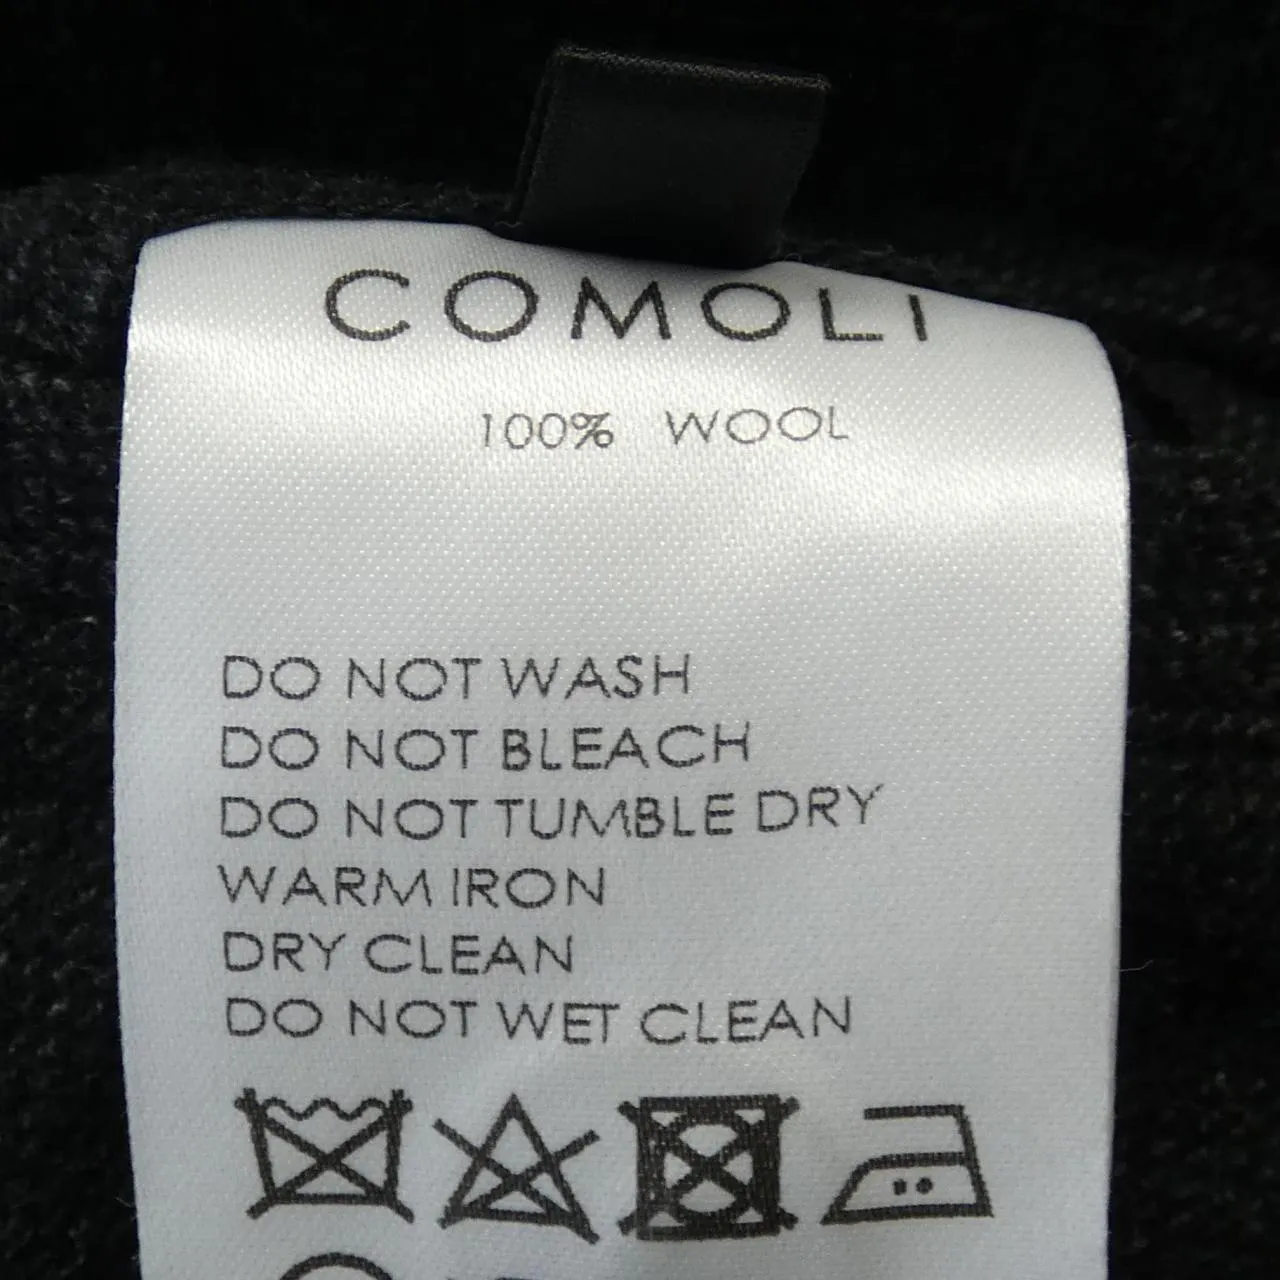 COMOLI
100% WOOL
DO NOT WASH
DO NOT BLEACH
DO NOT TUMBLE DRY
WARM IRON
DRY CLEAN
DO NOT WET CLEAN